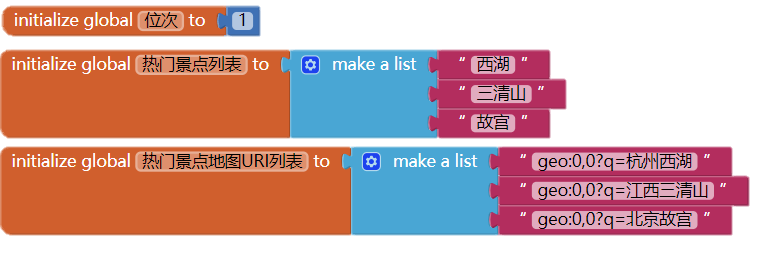 initialize global 位次 to 1
initialize global 热门景点列表 to make a list " 西湖 "
" 三清山 "
" 故宫 "
initialize global 热门景点地图URI列表 to make a list " geo:0,0?q=杭州西湖 "
" geo:0,0?q=江西三清山 "
" geo:0,0?q=北京故宫 "